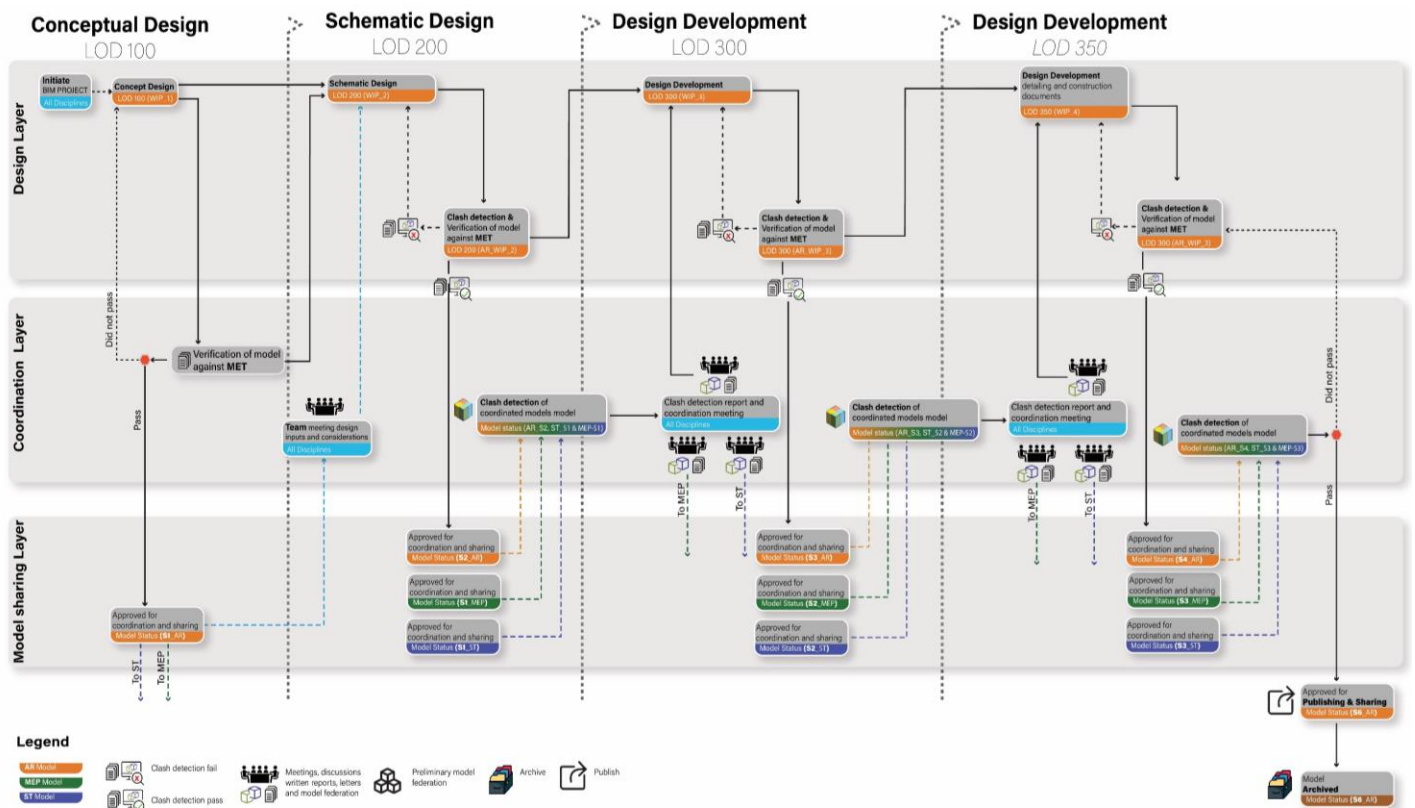 Conceptual Design
LOD 100
Schematic Design
LOD 200
Design Development
LOD 300
Design Development
LOD 350
Design Layer
Initiate
BIM PROJECT
All Disciplines
Concept Design
LOD 100 (WIP_1)
Schematic Design
LOD 200 (WIP_2)
Clash detection &
Verification of model
against MET
LOD 200 (AR_WIP_2)
Design Development
LOD 300 (WIP_3)
Clash detection &
Verification of model
against MET
LOD 300 (AR_WIP_3)
Design Development
detailing and construction
documents
LOD 350 (WIP_4)
Clash detection &
Verification of model
against MET
LOD 300 (AR_WIP_3)
Coordination Layer
Did not pass
Verification of model
against MET
Pass
Team meeting design
inputs and considerations
All Disciplines
Clash detection of
coordinated models model
Model status (AR_S2, ST_S1 & MEP-S1)
Clash detection report and
coordination meeting
All Disciplines
To MEP
To ST
Clash detection of
coordinated models model
Model status (AR_S3, ST_S2 & MEP-S2)
Clash detection report and
coordination meeting
All Disciplines
To MEP
To ST
Clash detection of
coordinated models model
Model status (AR_S4, ST_S3 & MEP-S3)
Did not pass
Pass
Model sharing Layer
Approved for
coordination and sharing
Model Status (S1_AR)
To ST
To MEP
Approved for
coordination and sharing
Model Status (S2_AR)
Approved for
coordination and sharing
Model Status (S1_MEP)
Approved for
coordination and sharing
Model Status (S1_ST)
Approved for
coordination and sharing
Model Status (S3_AR)
Approved for
coordination and sharing
Model Status (S2_MEP)
Approved for
coordination and sharing
Model Status (S2_ST)
Approved for
coordination and sharing
Model Status (S4_AR)
Approved for
coordination and sharing
Model Status (S3_MEP)
Approved for
coordination and sharing
Model Status (S3_ST)
Approved for
Publishing & Sharing
Model Status (S6_AR)
Model
Archived
Model Status (S6_AR)
Legend
AR Model
MEP Model
ST Model
Clash detection fail
Clash detection pass
Meetings, discussions
written reports, letters
and model federation
Preliminary model
federation
Archive
Publish